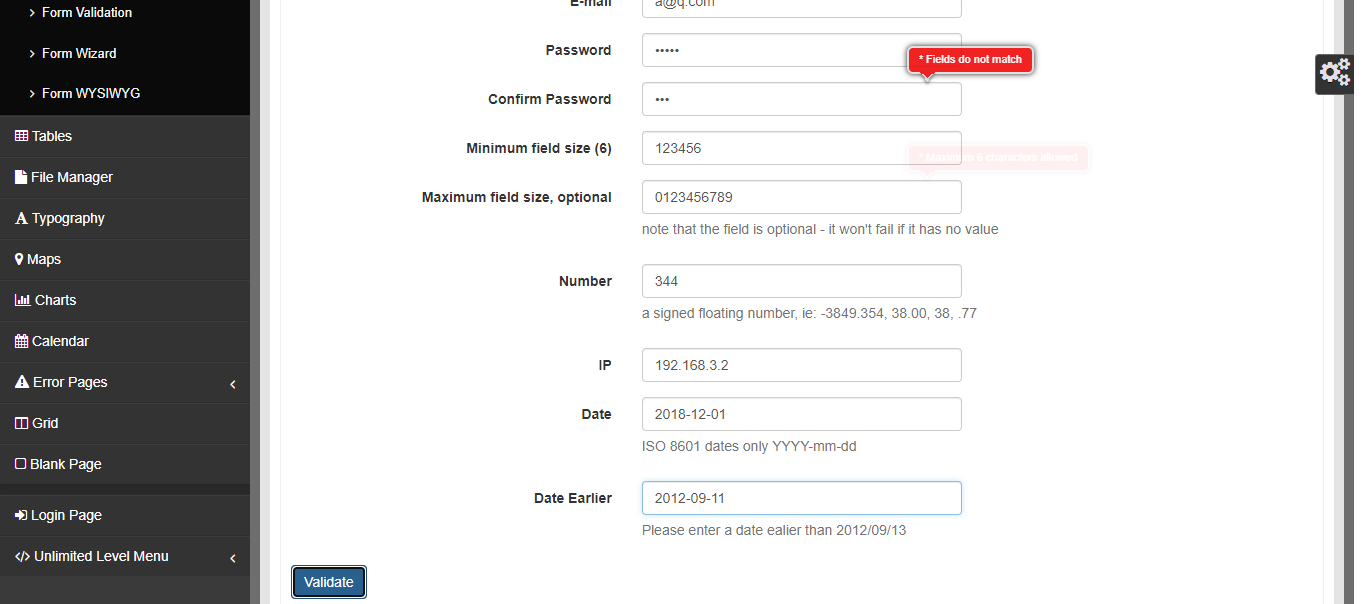 Form Validation
Form Wizard
Form WYSIWYG
Tables
File Manager
Typography
Maps
Charts
Calendar
Error Pages
Grid
Blank Page
Login Page
Unlimited Level Menu
E-mail
a@q.com
Password
•••••
* Fields do not match
Confirm Password
•••
Minimum field size (6)
123456
* Maximum 6 characters allowed
Maximum field size, optional
0123456789
note that the field is optional - it won't fail if it has no value
Number
344
a signed floating number, ie: -3849.354, 38.00, 38, .77
IP
192.168.3.2
Date
2018-12-01
ISO 8601 dates only YYYY-mm-dd
Date Earlier
2012-09-11
Please enter a date ealier than 2012/09/13
Validate